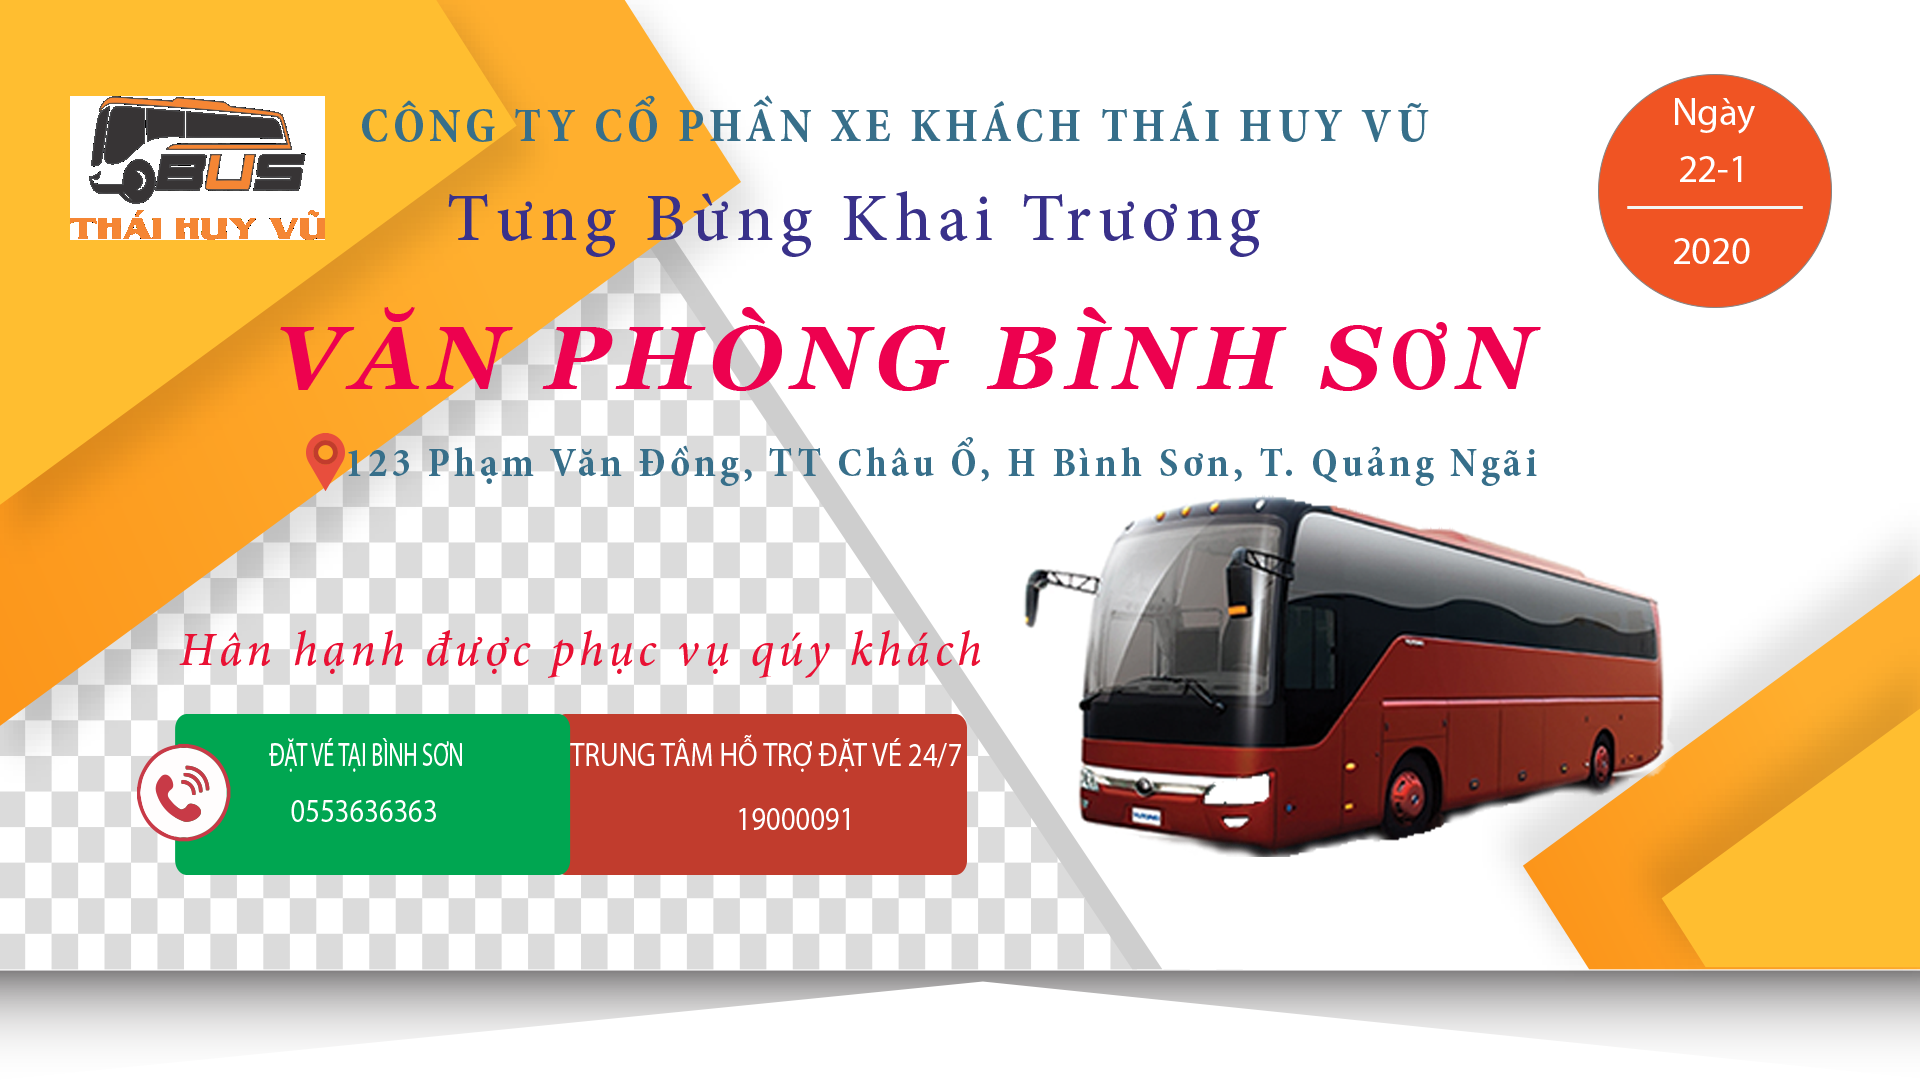 BUS
THÁI HUY VŨ
CÔNG TY CỔ PHẦN XE KHÁCH THÁI HUY VŨ
Tưng Bừng Khai Trương
Ngày
22-1
2020
VĂN PHÒNG BÌNH SƠN
123 Phạm Văn Đồng, TT Châu Ổ, H Bình Sơn, T. Quảng Ngãi
Hân hạnh được phục vụ qúy khách
ĐẶT VÉ TẠI BÌNH SƠN
0553636363
TRUNG TÂM HỖ TRỢ ĐẶT VÉ 24/7
19000091